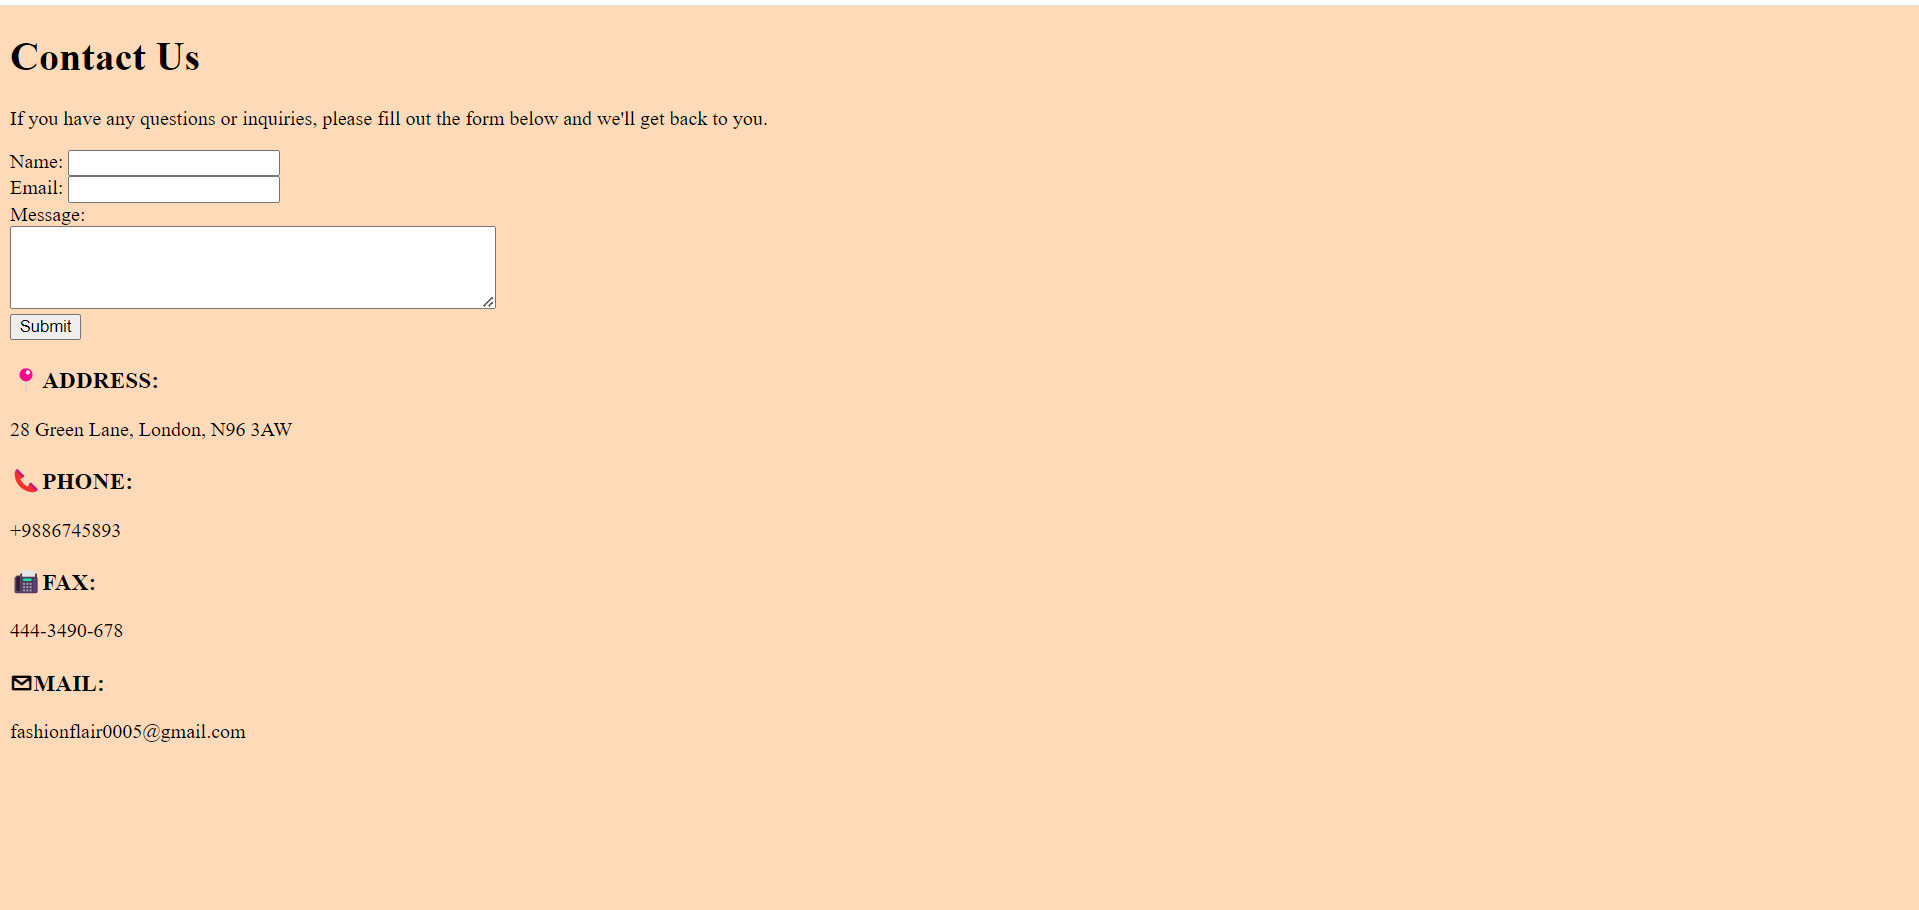 Contact Us
If you have any questions or inquiries, please fill out the form below and we'll get back to you.
Name:
Email:
Message:
Submit
ADDRESS:
28 Green Lane, London, N96 3AW
PHONE:
+9886745893
FAX:
444-3490-678
MAIL:
fashionflair0005@gmail.com